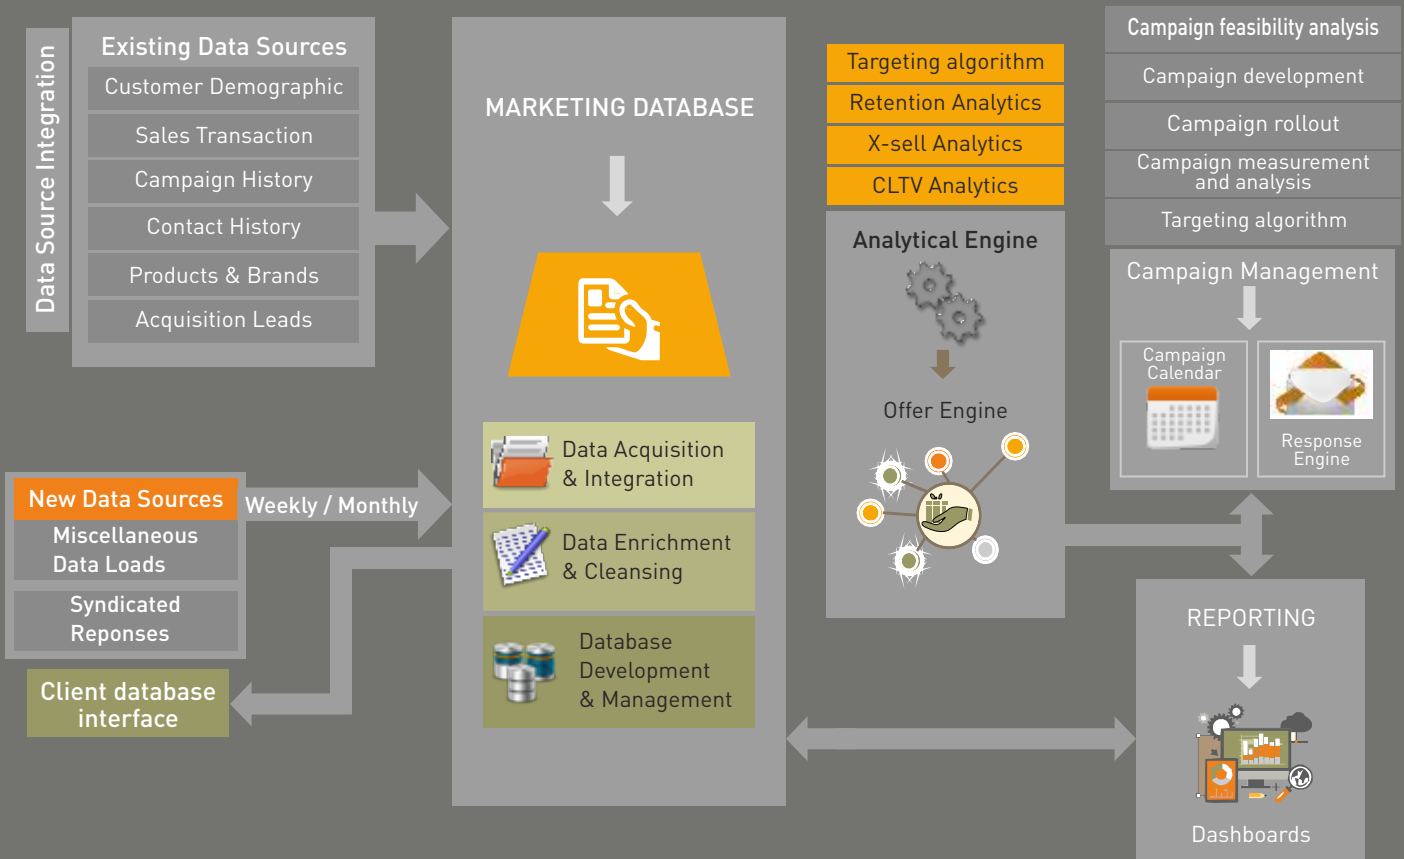 Data Source Integration
Existing Data Sources
Customer Demographic
Sales Transaction
Campaign History
Contact History
Products & Brands
Acquisition Leads
New Data Sources
Miscellaneous
Data Loads
Syndicated
Reponses
Weekly / Monthly
Client database
interface
MARKETING DATABASE
Data Acquisition
& Integration
Data Enrichment
& Cleansing
Database
Development
& Management
Targeting algorithm
Retention Analytics
X-sell Analytics
CLTV Analytics
Analytical Engine
Offer Engine
Campaign feasibility analysis
Campaign development
Campaign rollout
Campaign measurement
and analysis
Targeting algorithm
Campaign Management
Campaign
Calendar
Response
Engine
REPORTING
Dashboards